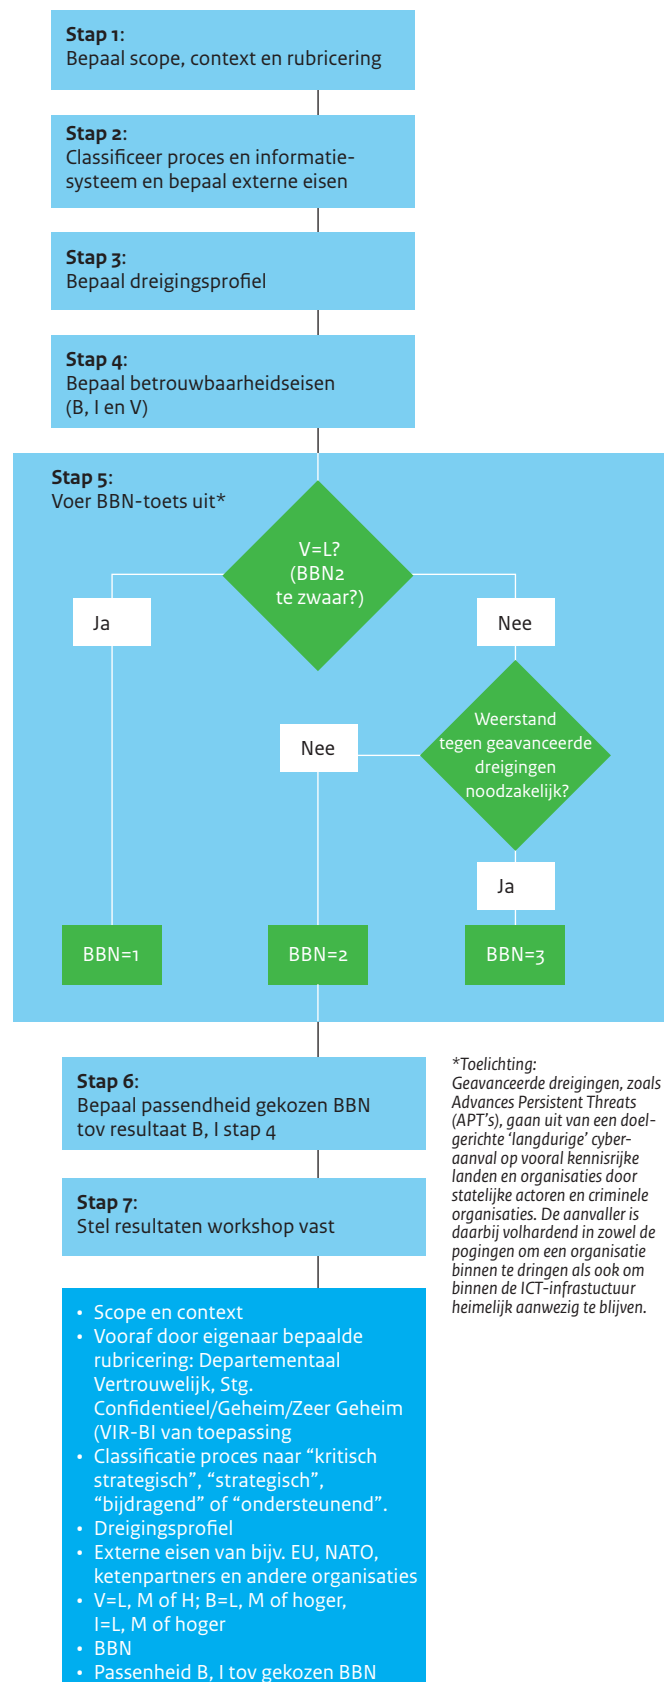 Stap 1:
Bepaal scope, context en rubricering
Stap 2:
Classificeer proces en informatie-
systeem en bepaal externe eisen
Stap 3:
Bepaal dreigingsprofiel
Stap 4:
Bepaal betrouwbaarheidseisen
(B, I en V)
Stap 5:
Voer BBN-toets uit*
V=L?
(BBN2
te zwaar?)
Ja
Nee
Weerstand
tegen geavanceerde
dreigingen
noodzakelijk?
Nee
Ja
BBN=1
BBN=2
BBN=3
Stap 6:
Bepaal passendheid gekozen BBN
tov resultaat B, I stap 4
Stap 7:
Stel resultaten workshop vast
*Toelichting:
Geavanceerde dreigingen, zoals
Advances Persistent Threats
(APT’s), gaan uit van een doel-
gerichte ‘langdurige’ cyber-
aanval op vooral kennisrijke
landen en organisaties door
statelijke actoren en criminele
organisaties. De aanvaller is
daarbij volhardend in zowel de
pogingen om een organisatie
binnen te dringen als ook om
binnen de ICT-infrastuctuur
heimelijk aanwezig te blijven.
• Scope en context
• Vooraf door eigenaar bepaalde
rubricering: Departementaal
Vertrouwelijk, Stg.
Confidentieel/Geheim/Zeer Geheim
(VIR-BI van toepassing
• Classificatie proces naar “kritisch
strategisch”, “strategisch”,
“bijdragend” of “ondersteunend”.
• Dreigingsprofiel
• Externe eisen van bijv. EU, NATO,
ketenpartners en andere organisaties
• V=L, M of H; B=L, M of hoger,
I=L, M of hoger
• BBN
• Passenheid B, I tov gekozen BBN